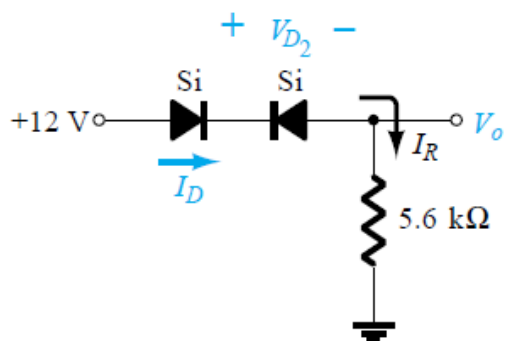 + V_D₂ −
Si Si
+12 V
V_o
I_D
I_R
5.6 kΩ